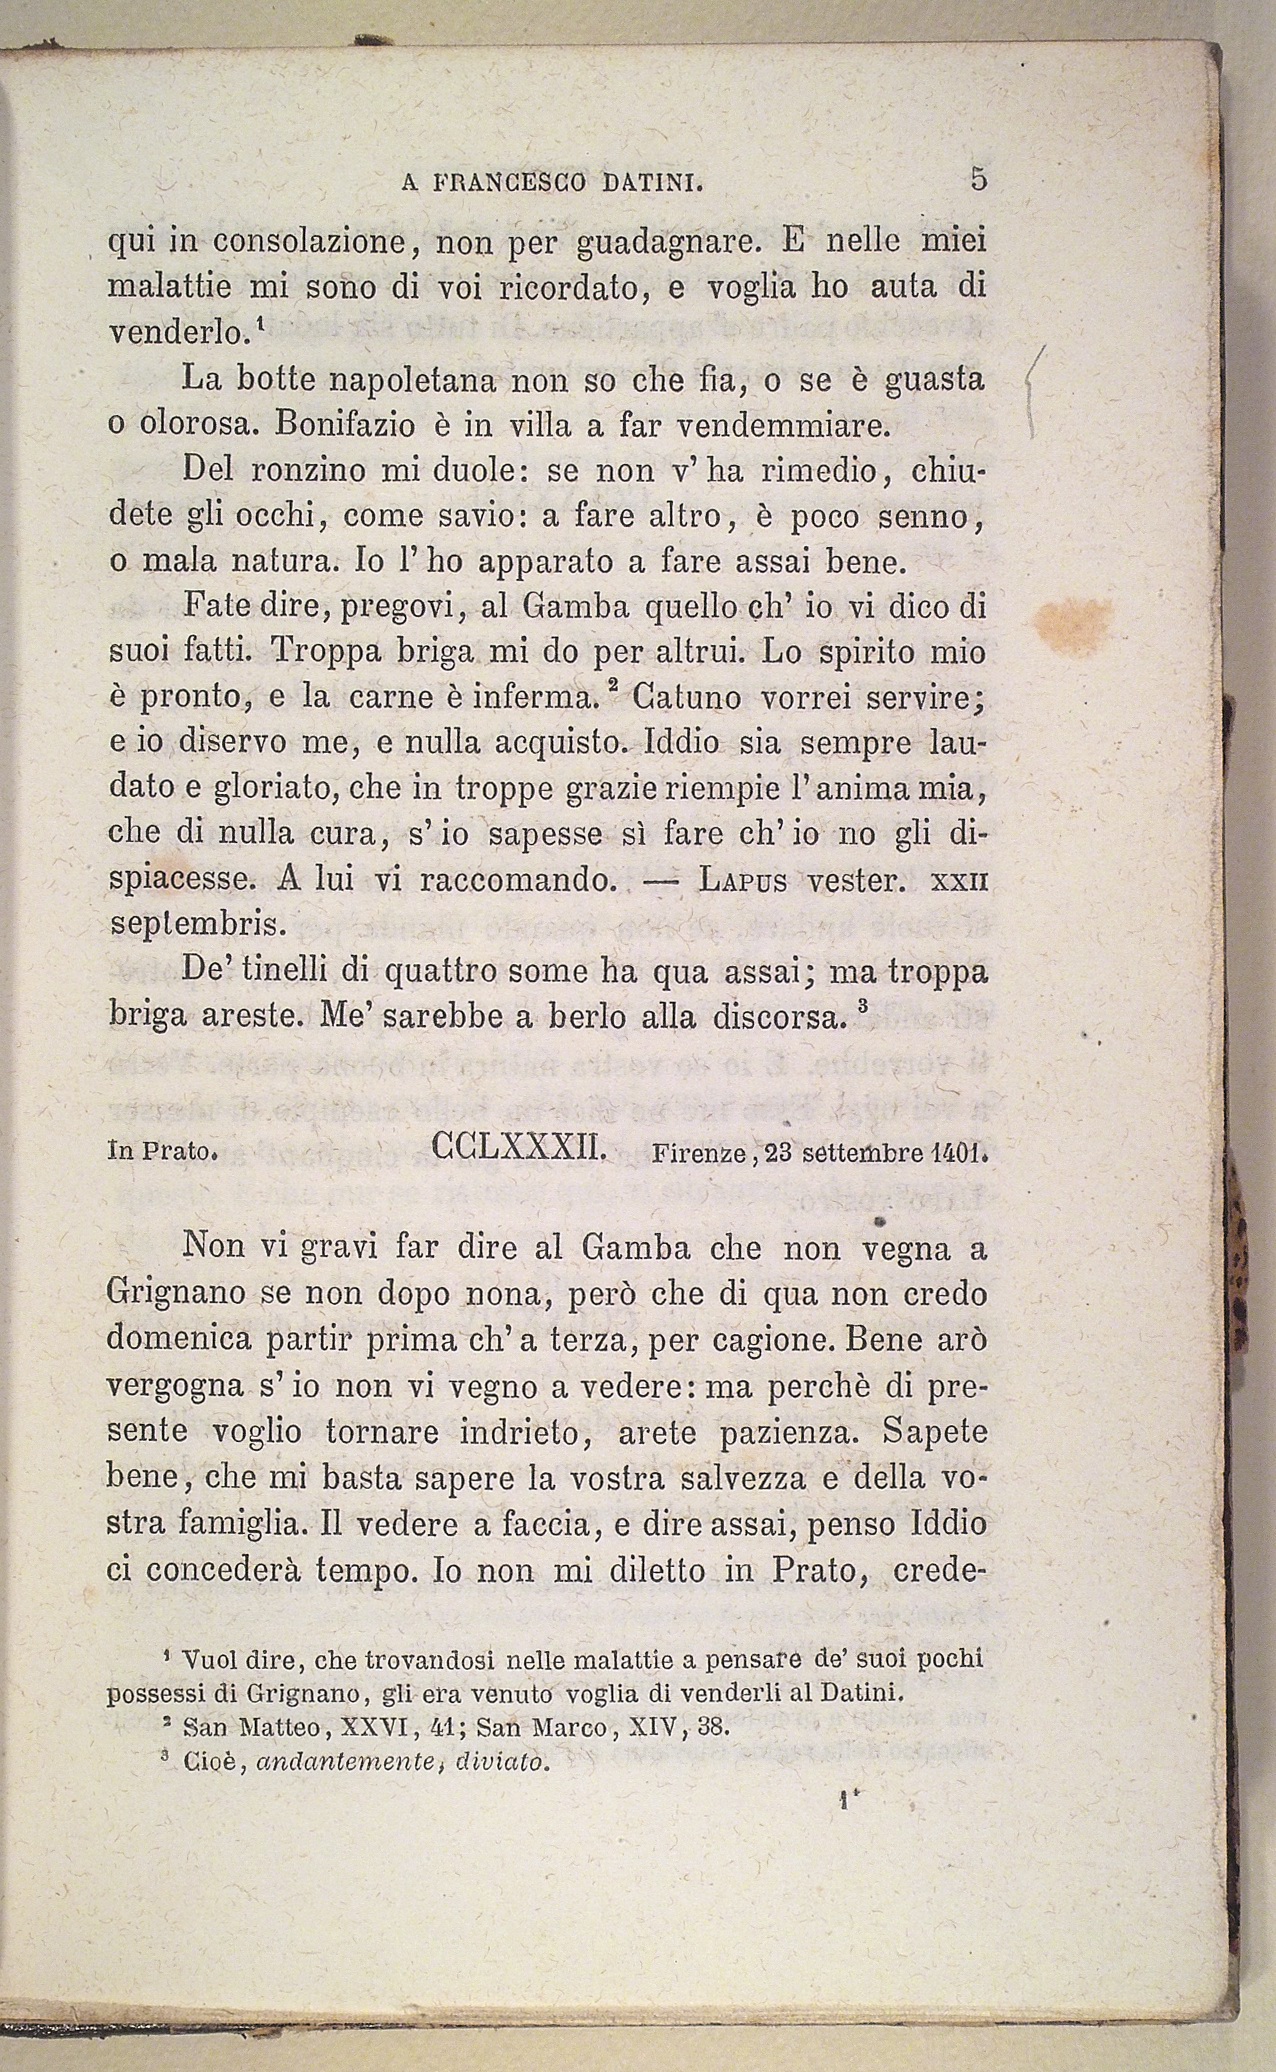 A FRANCESCO DATINI. 5
qui in consolazione, non per guadagnare. E nelle miei
malattie mi sono di voi ricordato, e voglia ho auta di
venderlo.¹
La botte napoletana non so che fia, o se è guasta
o olorosa. Bonifazio è in villa a far vendemmiare.
Del ronzino mi duole: se non v' ha rimedio, chiu-
dete gli occhi, come savio: a fare altro, è poco senno,
o mala natura. Io l' ho apparato a fare assai bene.
Fate dire, pregovi, al Gamba quello ch' io vi dico di
suoi fatti. Troppa briga mi do per altrui. Lo spirito mio
è pronto, e la carne è inferma.² Catuno vorrei servire;
e io diservo me, e nulla acquisto. Iddio sia sempre lau-
dato e gloriato, che in troppe grazie riempie l' anima mia,
che di nulla cura, s' io sapesse sì fare ch' io no gli di-
spiacesse. A lui vi raccomando. — LAPUS vester. XXII
septembris.
De' tinelli di quattro some ha qua assai; ma troppa
briga areste. Me' sarebbe a berlo alla discorsa.³
In Prato. CCLXXXII. Firenze, 23 settembre 1401.
Non vi gravi far dire al Gamba che non vegna a
Grignano se non dopo nona, però che di qua non credo
domenica partir prima ch' a terza, per cagione. Bene arò
vergogna s' io non vi vegno a vedere: ma perchè di pre-
sente voglio tornare indrieto, arete pazienza. Sapete
bene, che mi basta sapere la vostra salvezza e della vo-
stra famiglia. Il vedere a faccia, e dire assai, penso Iddio
ci concederà tempo. Io non mi diletto in Prato, crede-
¹ Vuol dire, che trovandosi nelle malattie a pensare de' suoi pochi
possessi di Grignano, gli era venuto voglia di venderli al Datini.
² San Matteo, XXVI, 41; San Marco, XIV, 38.
³ Cioè, andantemente, diviato.
1*